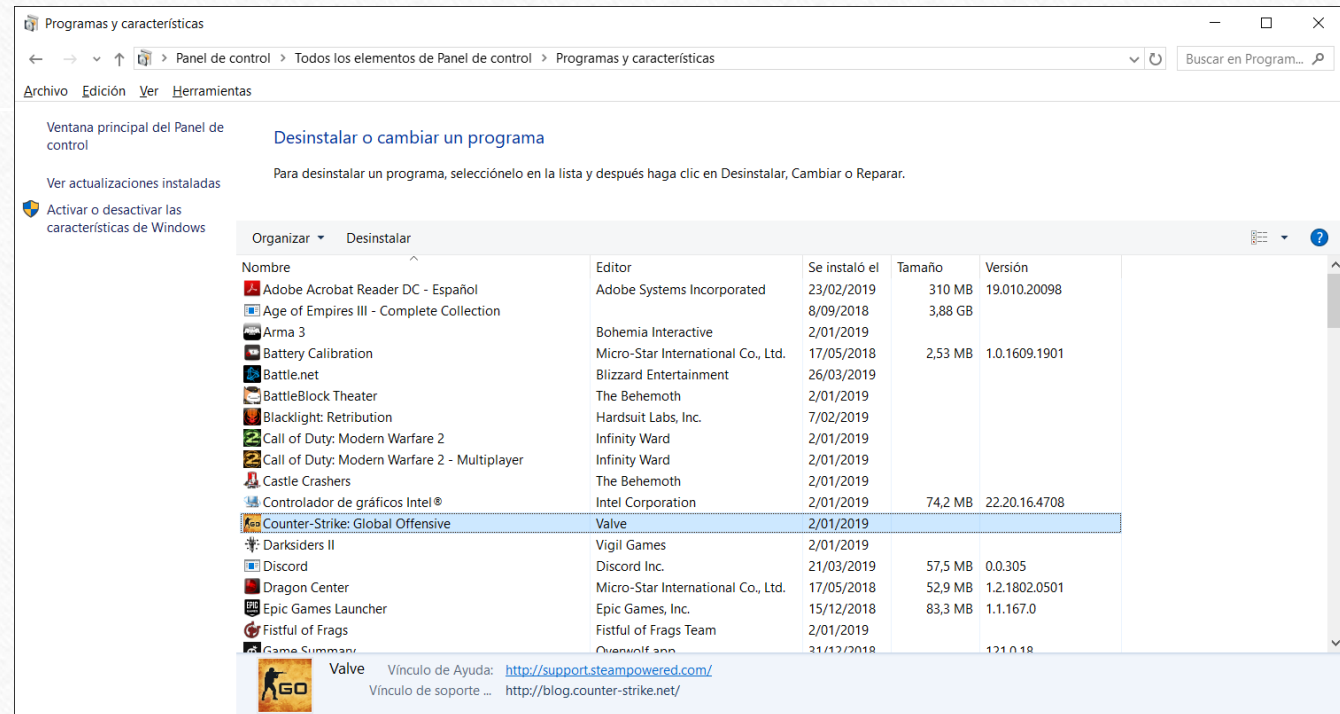 Programas y características
Panel de control > Todos los elementos de Panel de control > Programas y características
Buscar en Program...
Archivo Edición Ver Herramientas
Ventana principal del Panel de
control
Ver actualizaciones instaladas
Activar o desactivar las
características de Windows
Desinstalar o cambiar un programa
Para desinstalar un programa, selecciónelo en la lista y después haga clic en Desinstalar, Cambiar o Reparar.
Organizar Desinstalar
Nombre Editor Se instaló el Tamaño Versión
Adobe Acrobat Reader DC - Español Adobe Systems Incorporated 23/02/2019 310 MB 19.010.20098
Age of Empires III - Complete Collection 8/09/2018 3,88 GB
Arma 3 Bohemia Interactive 2/01/2019
Battery Calibration Micro-Star International Co., Ltd. 17/05/2018 2,53 MB 1.0.1609.1901
Battle.net Blizzard Entertainment 26/03/2019
BattleBlock Theater The Behemoth 2/01/2019
Blacklight: Retribution Hardsuit Labs, Inc. 7/02/2019
Call of Duty: Modern Warfare 2 Infinity Ward 2/01/2019
Call of Duty: Modern Warfare 2 - Multiplayer Infinity Ward 2/01/2019
Castle Crashers The Behemoth 2/01/2019
Controlador de gráficos Intel® Intel Corporation 2/01/2019 74,2 MB 22.20.16.4708
Counter-Strike: Global Offensive Valve 2/01/2019
Darksiders II Vigil Games 2/01/2019
Discord Discord Inc. 21/03/2019 57,5 MB 0.0.305
Dragon Center Micro-Star International Co., Ltd. 17/05/2018 52,9 MB 1.2.1802.0501
Epic Games Launcher Epic Games, Inc. 15/12/2018 83,3 MB 1.1.167.0
Fistful of Frags Fistful of Frags Team 2/01/2019
Game Summary Overwolf app 31/12/2018 121.0.18
Valve Vínculo de Ayuda: http://support.steampowered.com/
Vínculo de soporte ... http://blog.counter-strike.net/
GO